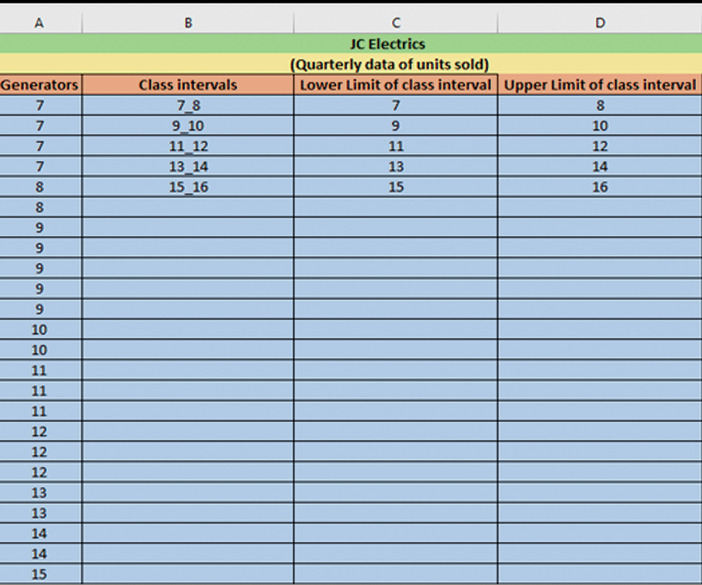 A B C D
JC Electrics
(Quarterly data of units sold)
Generators Class intervals Lower Limit of class interval Upper Limit of class interval
7 7_8 7 8
7 9_10 9 10
7 11_12 11 12
7 13_14 13 14
8 15_16 15 16
8
9
9
9
9
9
10
10
11
11
11
12
12
12
13
13
14
14
15